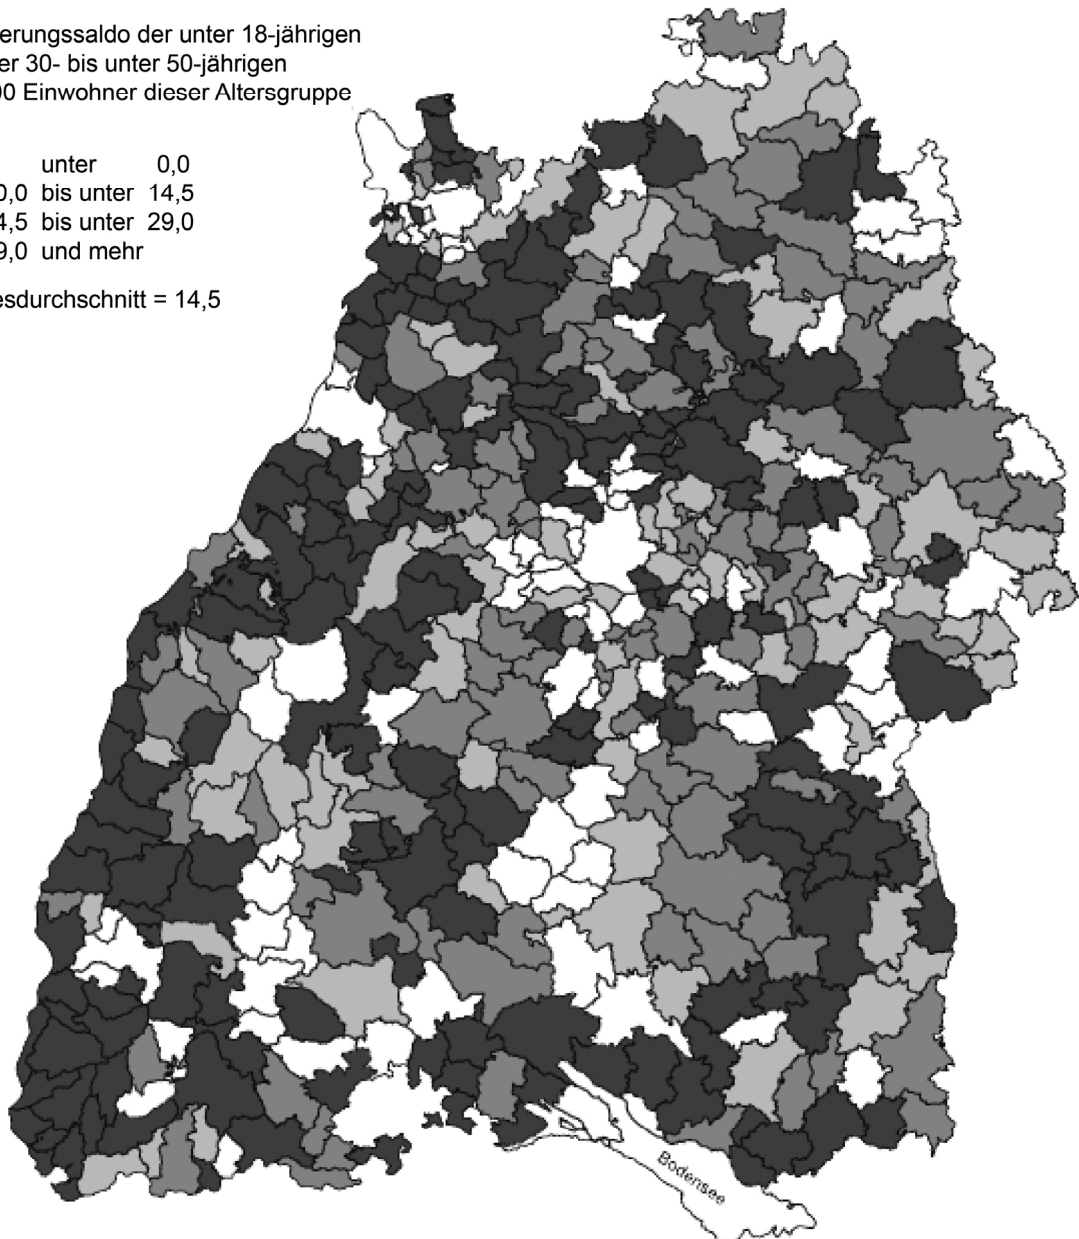 erungssaldo der unter 18-jährigen
er 30- bis unter 50-jährigen
00 Einwohner dieser Altersgruppe
unter 0,0
0,0 bis unter 14,5
4,5 bis unter 29,0
9,0 und mehr
esdurchschnitt = 14,5
Bodensee